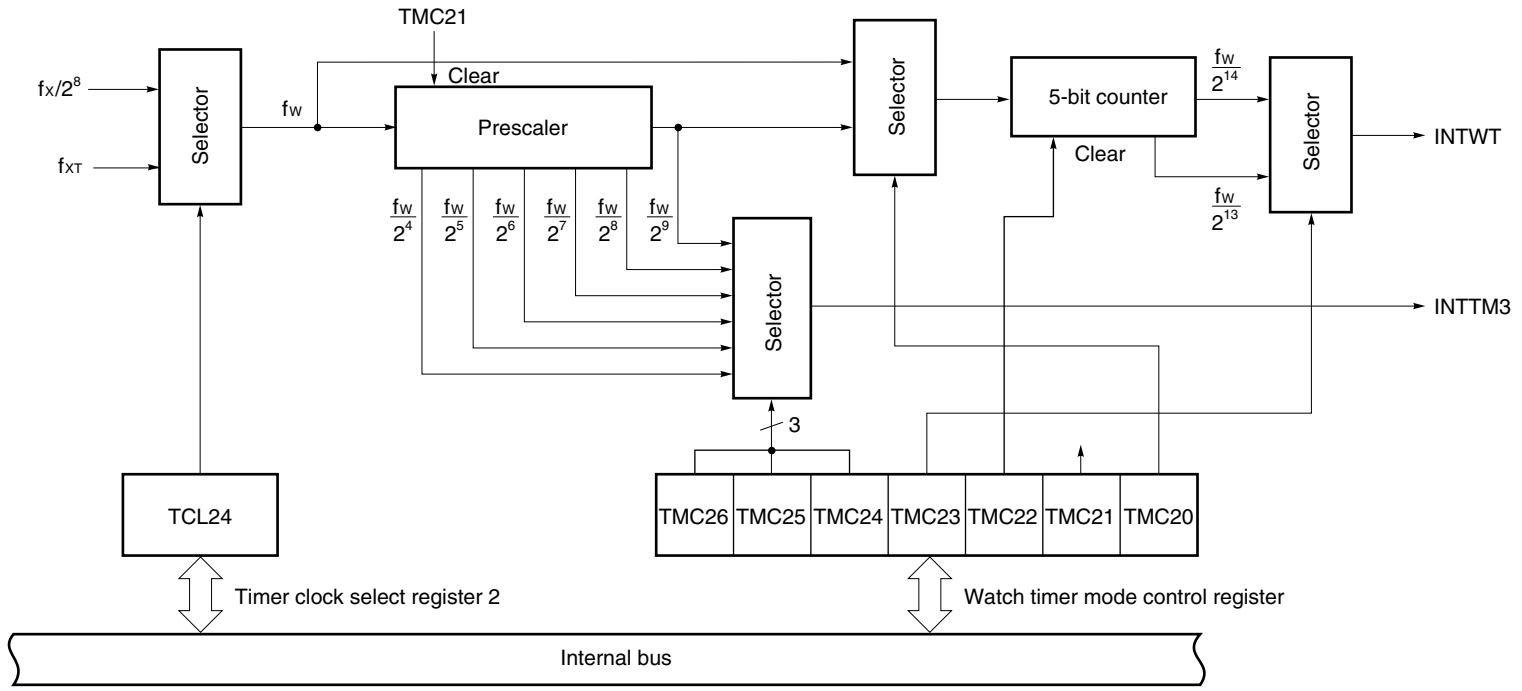 TMC21
Clear
fX/2^8
fXT
Selector
fW
Prescaler
Selector
5-bit counter
Clear
fW/2^14
fW/2^13
Selector
INTWT
fW/2^4
fW/2^5
fW/2^6
fW/2^7
fW/2^8
fW/2^9
Selector
INTTM3
3
TCL24
TMC26 TMC25 TMC24 TMC23 TMC22 TMC21 TMC20
Timer clock select register 2
Watch timer mode control register
Internal bus